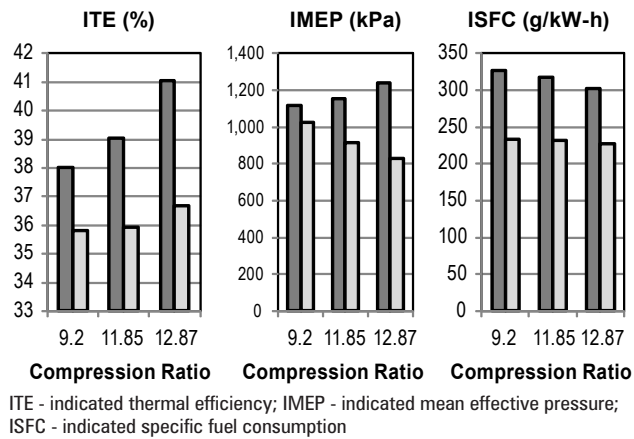 ITE (%)
42
41
40
39
38
37
36
35
34
33
9.2 11.85 12.87
Compression Ratio
IMEP (kPa)
1,400
1,200
1,000
800
600
400
200
0
9.2 11.85 12.87
Compression Ratio
ISFC (g/kW-h)
350
300
250
200
150
100
50
0
9.2 11.85 12.87
Compression Ratio
ITE - indicated thermal efficiency; IMEP - indicated mean effective pressure;
ISFC - indicated specific fuel consumption